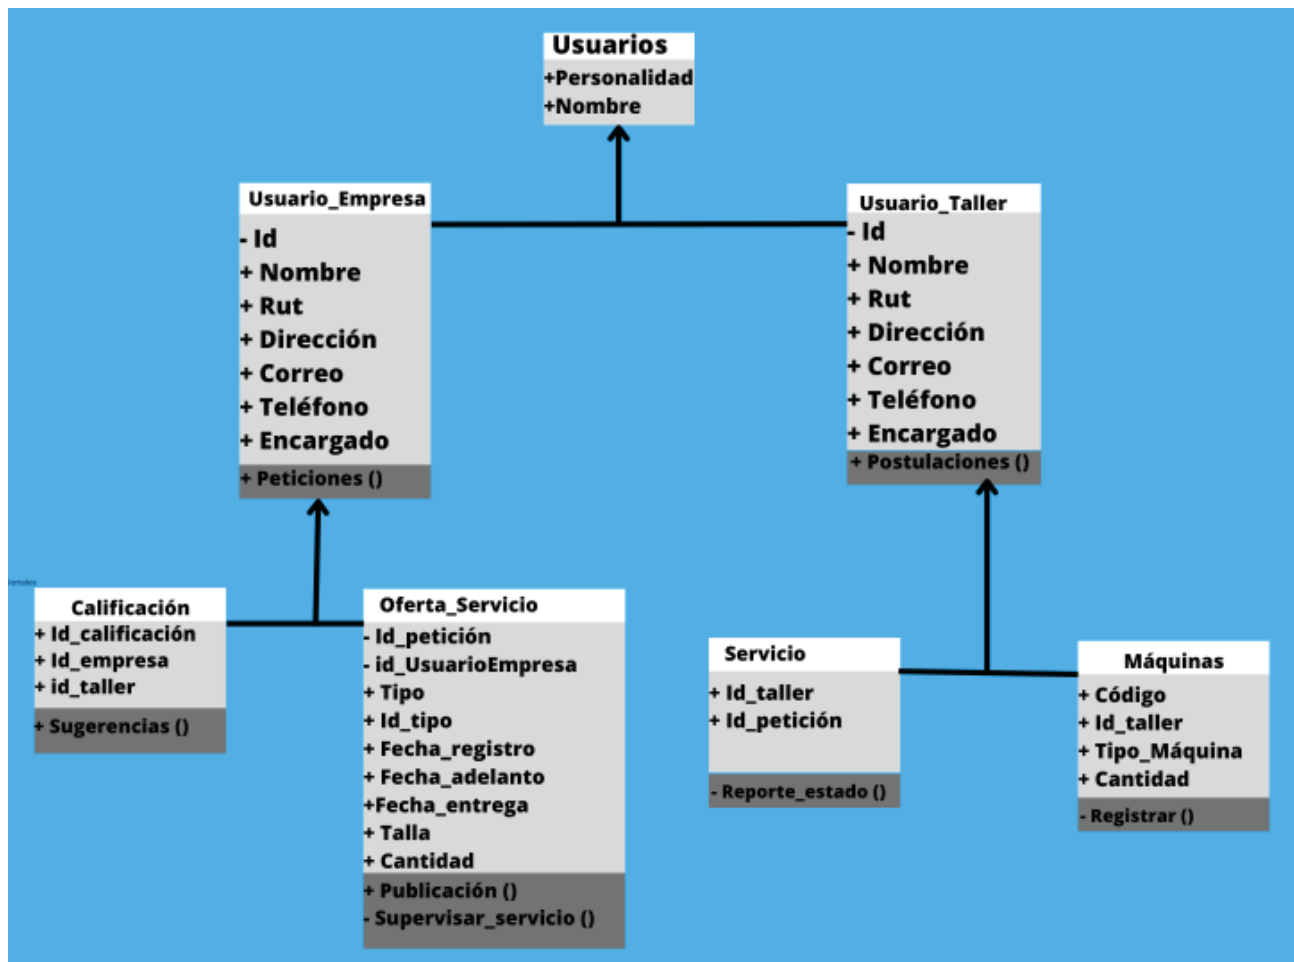 Usuarios
+Personalidad
+Nombre
Usuario_Empresa
- Id
+ Nombre
+ Rut
+ Dirección
+ Correo
+ Teléfono
+ Encargado
+ Peticiones ()
Usuario_Taller
- Id
+ Nombre
+ Rut
+ Dirección
+ Correo
+ Teléfono
+ Encargado
+ Postulaciones ()
Calificación
+ Id_calificación
+ Id_empresa
+ id_taller
+ Sugerencias ()
Oferta_Servicio
- Id_petición
- id_UsuarioEmpresa
+ Tipo
+ Id_tipo
+ Fecha_registro
+ Fecha_adelanto
+Fecha_entrega
+ Talla
+ Cantidad
+ Publicación ()
- Supervisar_servicio ()
Servicio
+ Id_taller
+ Id_petición
- Reporte_estado ()
Máquinas
+ Código
+ Id_taller
+ Tipo_Máquina
+ Cantidad
- Registrar ()